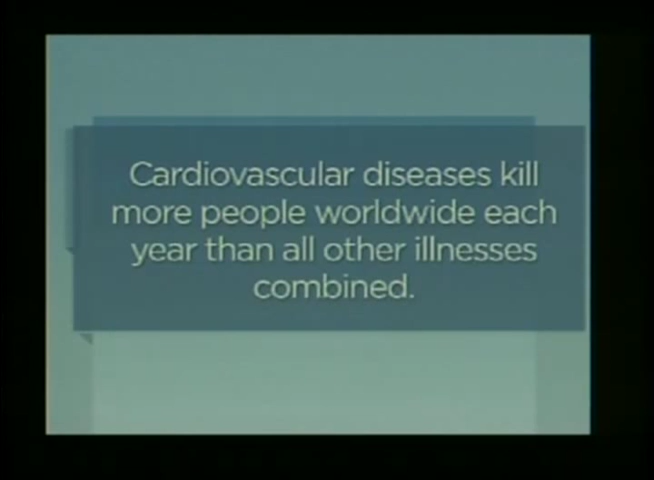 Cardiovascular diseases kill
more people worldwide each
year than all other illnesses
combined.